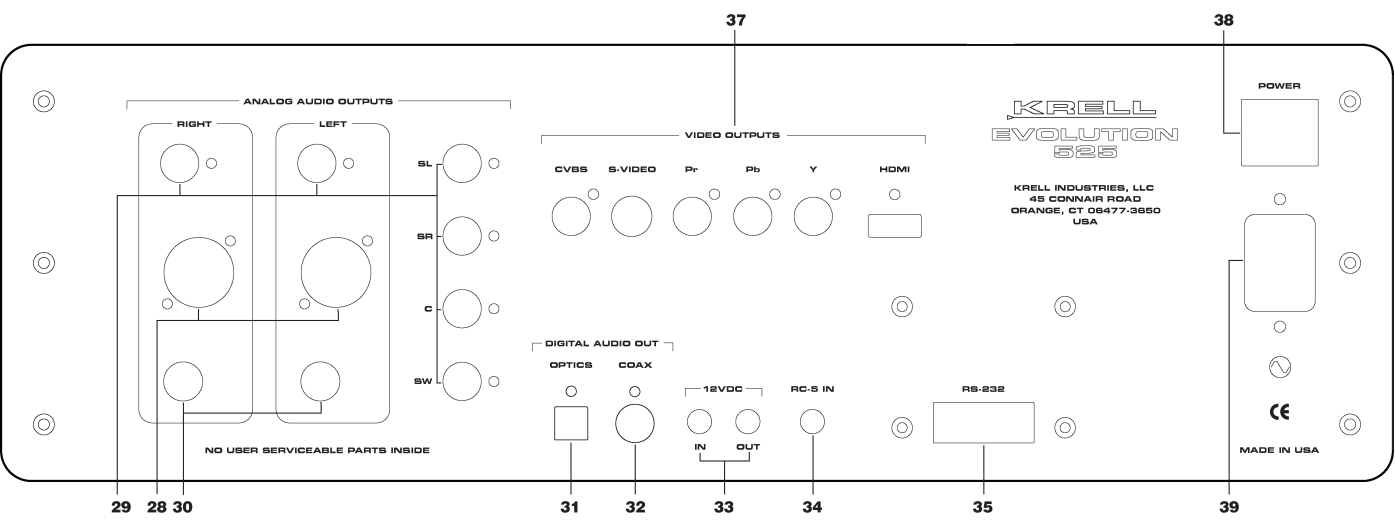 37
38
ANALOG AUDIO OUTPUTS
RIGHT
LEFT
SL
SR
C
SW
VIDEO OUTPUTS
CVBS
S-VIDEO
Pr
Pb
Y
HDMI
KRELL
EVOLUTION
525
KRELL INDUSTRIES, LLC
45 CONNAIR ROAD
ORANGE, CT 06477-3650
USA
POWER
DIGITAL AUDIO OUT
OPTICS
COAX
12VDC
IN
OUT
RC-5 IN
RS-232
CE
NO USER SERVICEABLE PARTS INSIDE
MADE IN USA
29
28
30
31
32
33
34
35
39